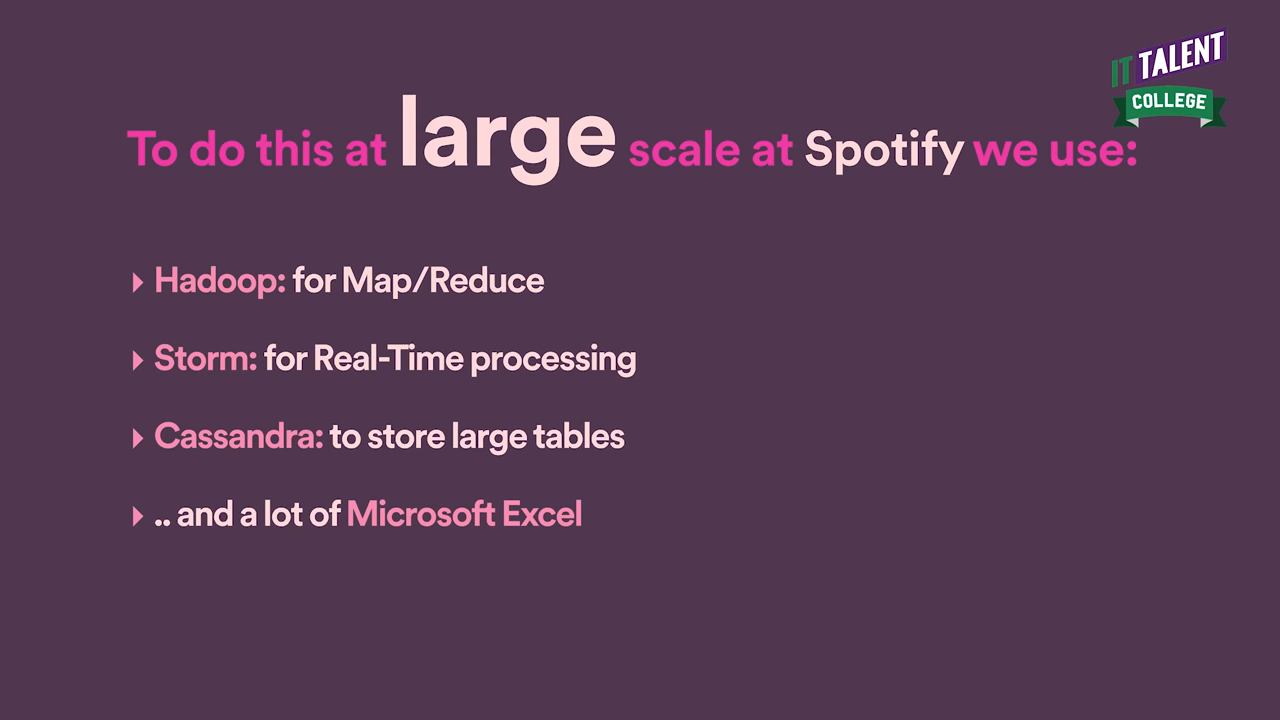 IT TALENT
COLLEGE
To do this at large scale at Spotify we use:
Hadoop: for Map/Reduce
Storm: for Real-Time processing
Cassandra: to store large tables
.. and a lot of Microsoft Excel